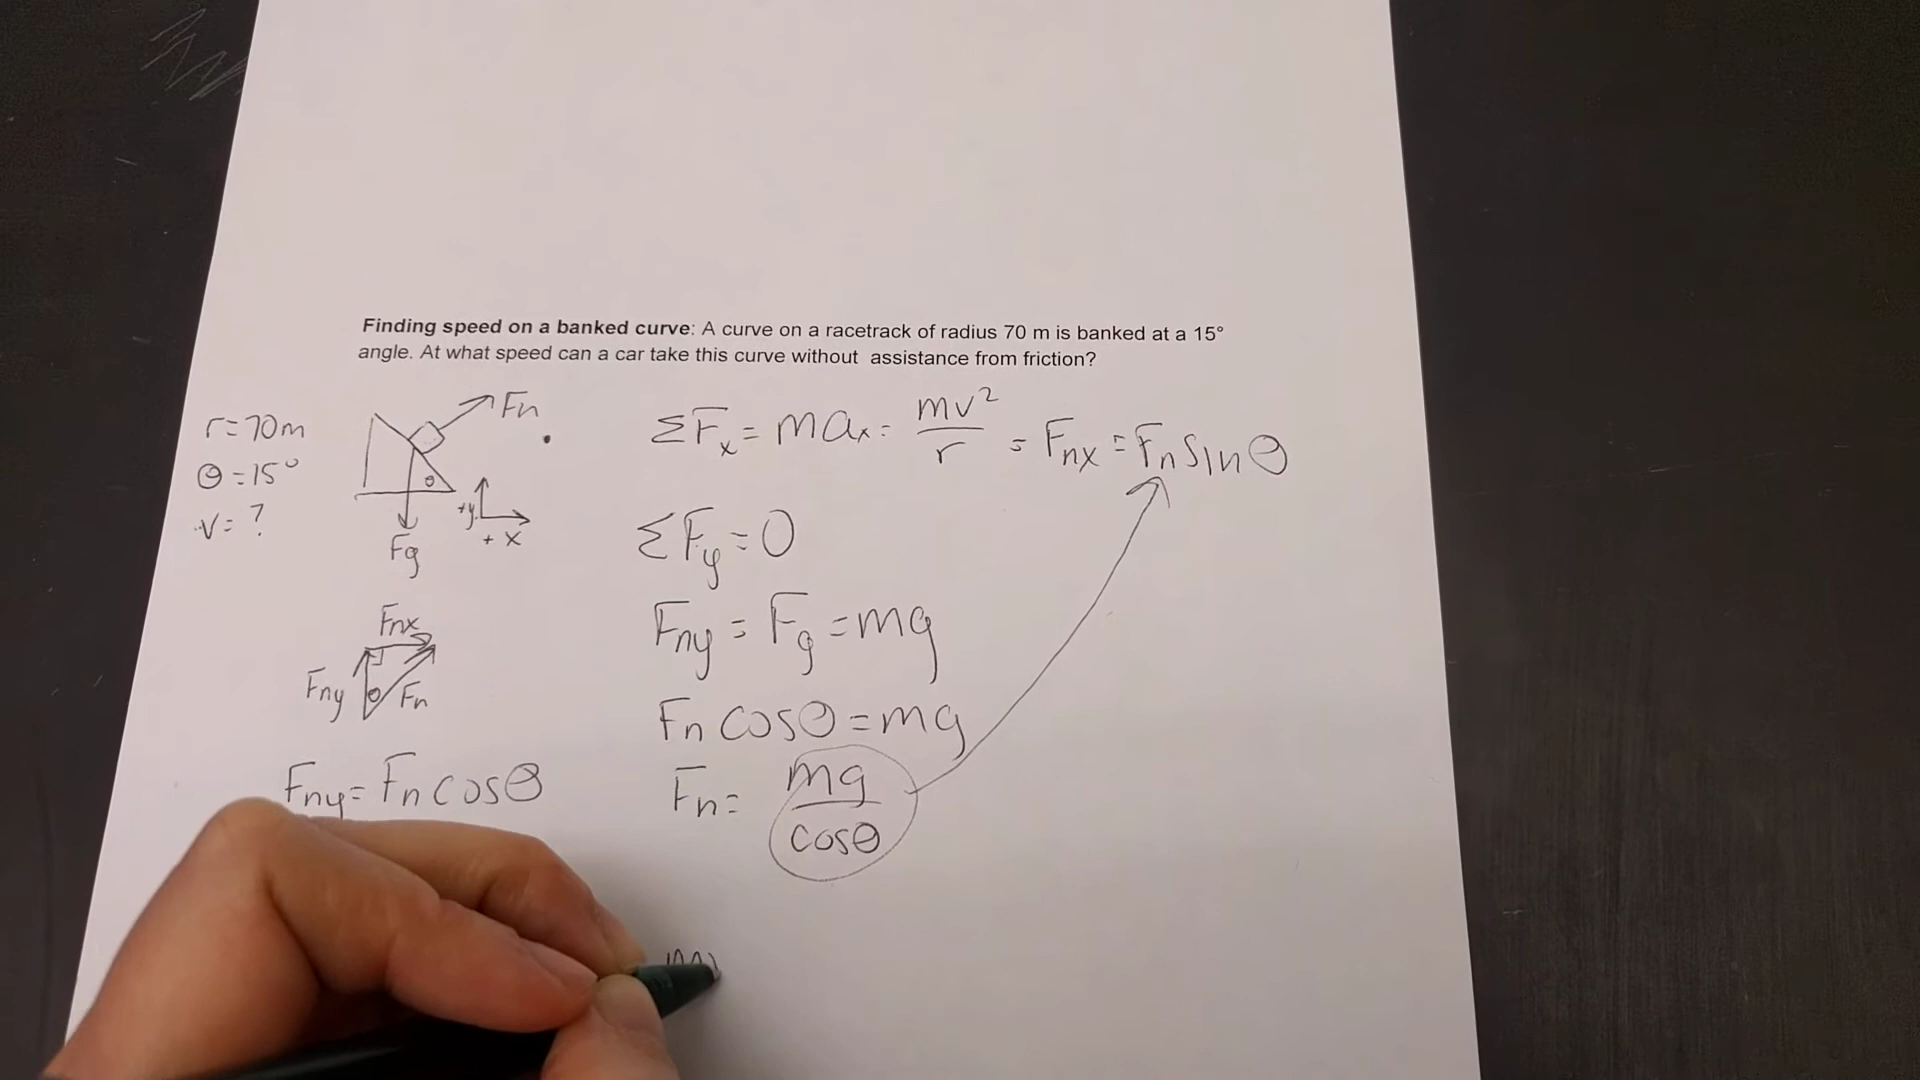 Finding speed on a banked curve: A curve on a racetrack of radius 70 m is banked at a 15°
angle. At what speed can a car take this curve without assistance from friction?
r=70m
θ=15°
v=?
Fn
θ
Fg
+y
+x
Fnx
Fny
θ
Fn
Fny=Fn cosθ
ΣFx=max=mv²/r=Fnx=Fn sinθ
ΣFy=0
Fny=Fg=mg
Fn cosθ=mg
Fn=mg/cosθ
m